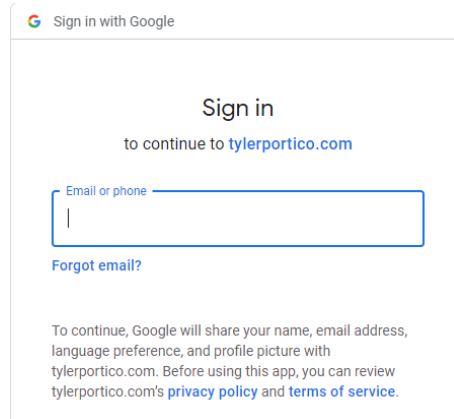 Sign in with Google
Sign in
to continue to tylerportico.com
Email or phone
Forgot email?
To continue, Google will share your name, email address,
language preference, and profile picture with
tylerportico.com. Before using this app, you can review
tylerportico.com's privacy policy and terms of service.